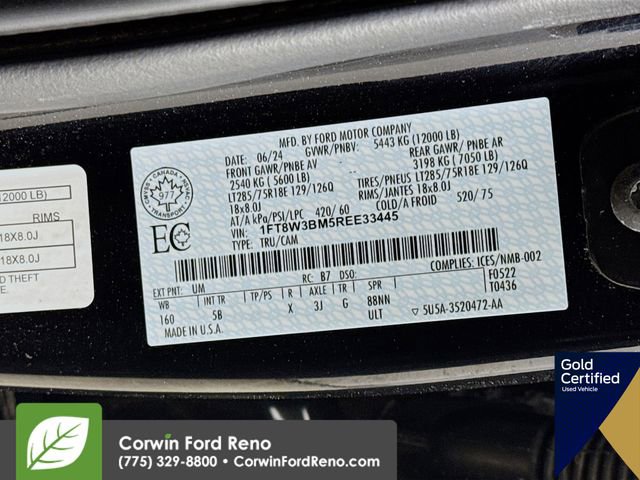 MFD. BY FORD MOTOR COMPANY
DATE: 06/24 GVWR/PNBV: 5443 KG (12000 LB)
FRONT GAWR/PNBE AV REAR GAWR/ PNBE AR
2540 KG ( 5600 LB) 3198 KG ( 7050 LB)
LT285/75R18E 129/126Q TIRES/PNEUS LT285/75R18E 129/126Q
18x8.0J RIMS/JANTES 18x8.0J
AT/A kPa/PSI/LPC 420/ 60 COLD/A FROID 520/ 75
VIN: 1FT8W3BM5REE33445
TYPE: TRU/CAM
CANADA
977
EC
COMPLIES: ICES/NMB-002
EXT PNT: UM RC: B7 DSO: F0522
WB INT TR TP/PS R AXLE TR SPR T0436
160 5B X 3J G 88NN
MADE IN U.S.A. ULT 5U5A-3520472-AA
12000 LB)
RIMS
18X8.0J
18X8.0J
D THEFT
E.
Gold
Certified
Used Vehicle
Corwin Ford Reno
(775) 329-8800 • CorwinFordReno.com